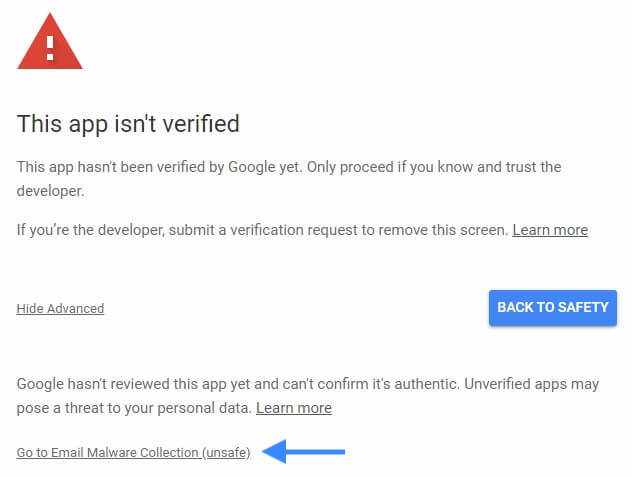 This app isn't verified
This app hasn't been verified by Google yet. Only proceed if you know and trust the
developer.
If you’re the developer, submit a verification request to remove this screen. Learn more
Hide Advanced
BACK TO SAFETY
Google hasn't reviewed this app yet and can't confirm it's authentic. Unverified apps may
pose a threat to your personal data. Learn more
Go to Email Malware Collection (unsafe)